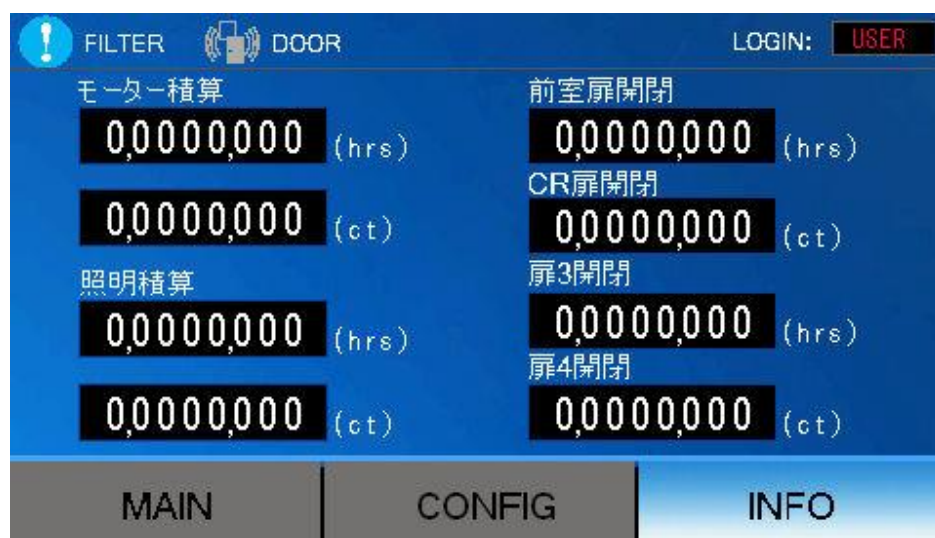 ! FILTER DOOR LOGIN: USER
モーター積算
0,0000,000 (hrs)
0,0000,000 (ct)
照明積算
0,0000,000 (hrs)
0,0000,000 (ct)
前室扉開閉
0,0000,000 (hrs)
CR扉開閉
0,0000,000 (ct)
扉3開閉
0,0000,000 (hrs)
扉4開閉
0,0000,000 (ct)
MAIN CONFIG INFO